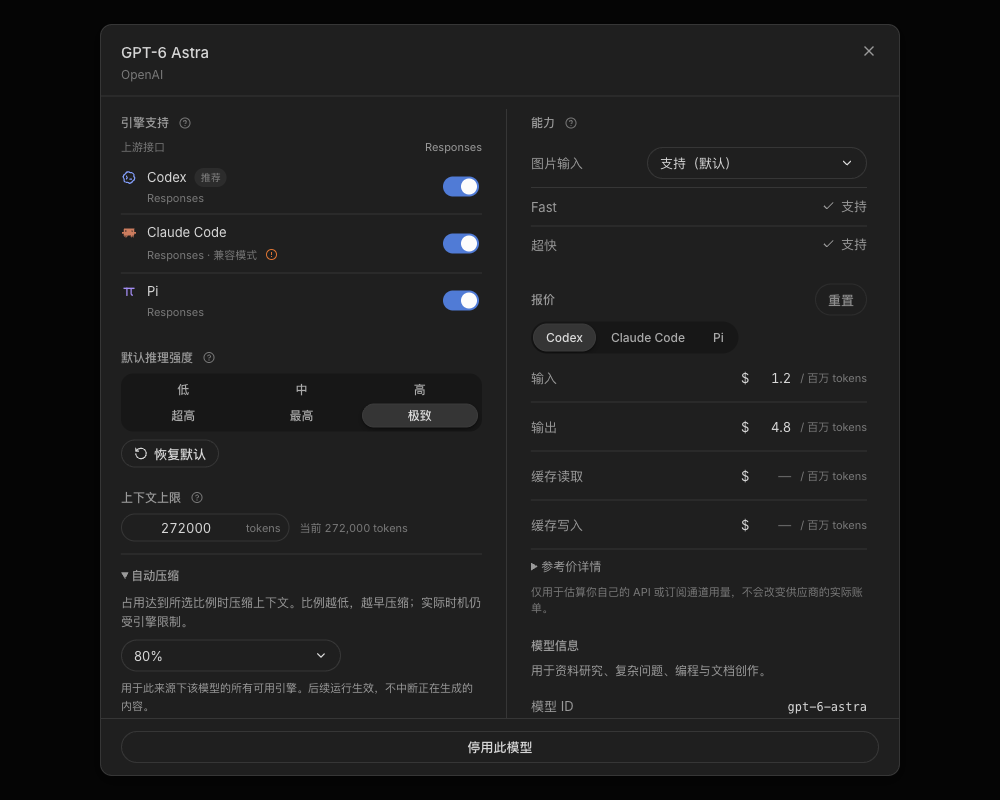 GPT-6 Astra
OpenAI
引擎支持
上游接口 Responses
Codex 推荐
Responses
Claude Code
Responses · 兼容模式
Pi
Responses
默认推理强度
低 中 高
超高 最高 极致
恢复默认
上下文上限
272000 tokens 当前 272,000 tokens
自动压缩
占用达到所选比例时压缩上下文。比例越低，越早压缩；实际时机仍
受引擎限制。
80%
用于此来源下该模型的所有可用引擎。后续运行生效，不中断正在生成的
内容。
能力
图片输入 支持（默认）
Fast 支持
超快 支持
报价 重置
Codex Claude Code Pi
输入 $ 1.2 / 百万 tokens
输出 $ 4.8 / 百万 tokens
缓存读取 $ — / 百万 tokens
缓存写入 $ — / 百万 tokens
参考价详情
仅用于估算你自己的 API 或订阅通道用量，不会改变供应商的实际账
单。
模型信息
用于资料研究、复杂问题、编程与文档创作。
模型 ID gpt-6-astra
停用此模型